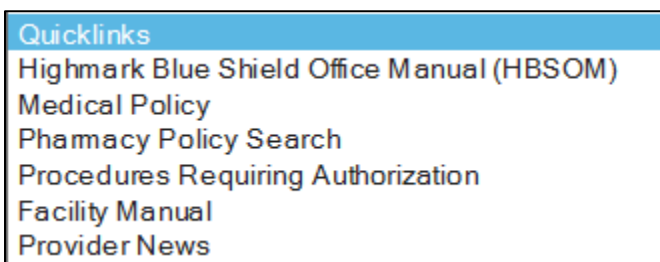 Quicklinks
Highmark Blue Shield Office Manual (HBSOM)
Medical Policy
Pharmacy Policy Search
Procedures Requiring Authorization
Facility Manual
Provider News